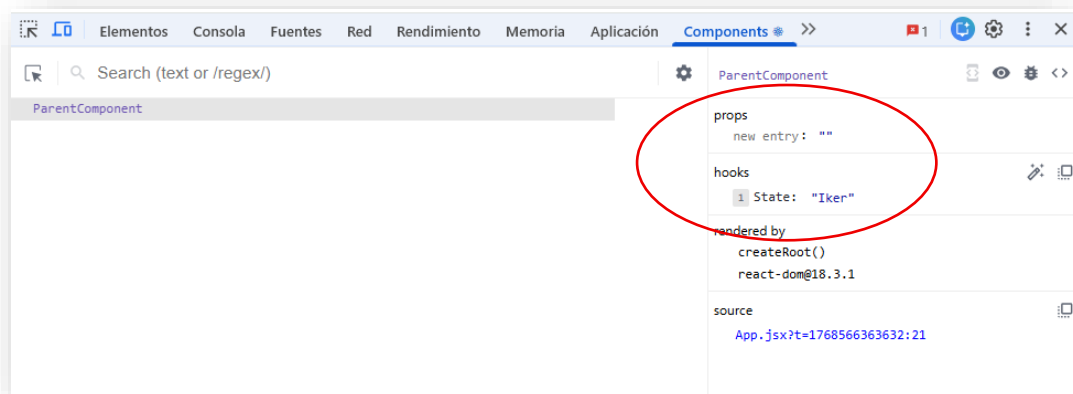 Elementos Consola Fuentes Red Rendimiento Memoria Aplicación Components 1
Search (text or /regex/)
ParentComponent
ParentComponent
props
new entry: ""
hooks
1 State: "Iker"
rendered by
createRoot()
react-dom@18.3.1
source
App.jsx?t=1768566363632:21